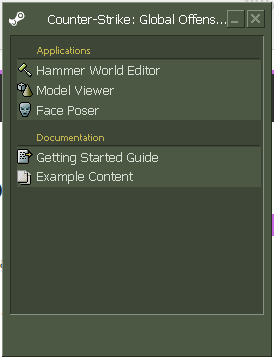 Counter-Strike: Global Offens...
Applications
Hammer World Editor
Model Viewer
Face Poser
Documentation
Getting Started Guide
Example Content